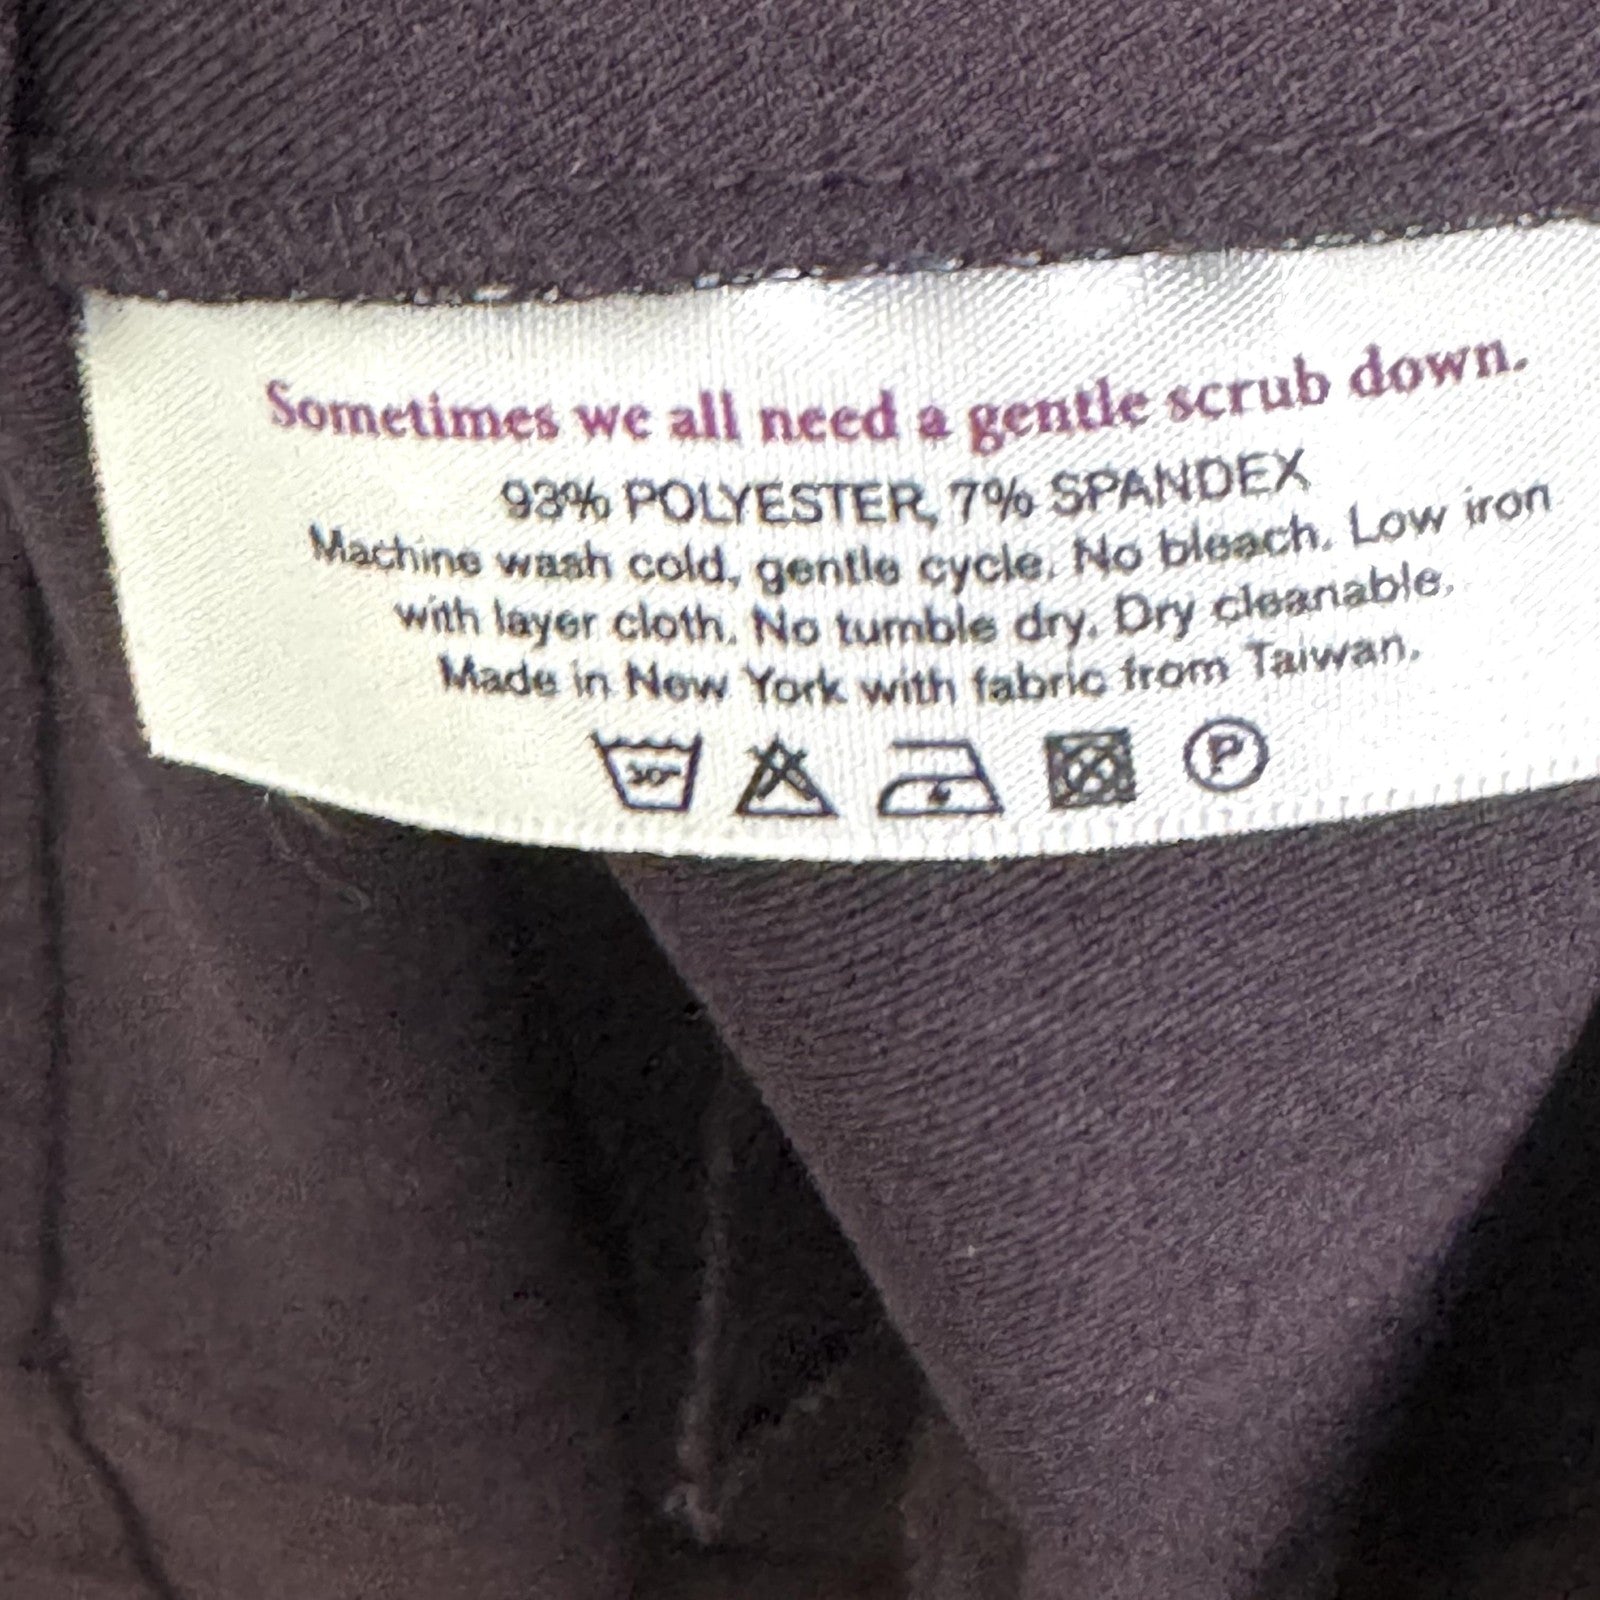 Sometimes we all need a gentle scrub down.
93% POLYESTER, 7% SPANDEX
Machine wash cold, gentle cycle. No bleach. Low iron
with layer cloth. No tumble dry. Dry cleanable.
Made in New York with fabric from Taiwan.
30° P